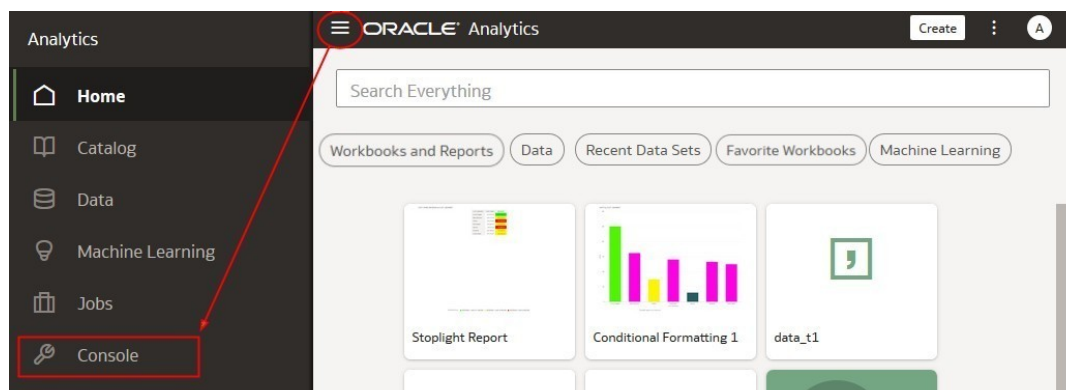 Analytics
Home
Catalog
Data
Machine Learning
Jobs
Console
ORACLE Analytics
Create
A
Search Everything
Workbooks and Reports
Data
Recent Data Sets
Favorite Workbooks
Machine Learning
Stoplight Report
Conditional Formatting 1
data_t1